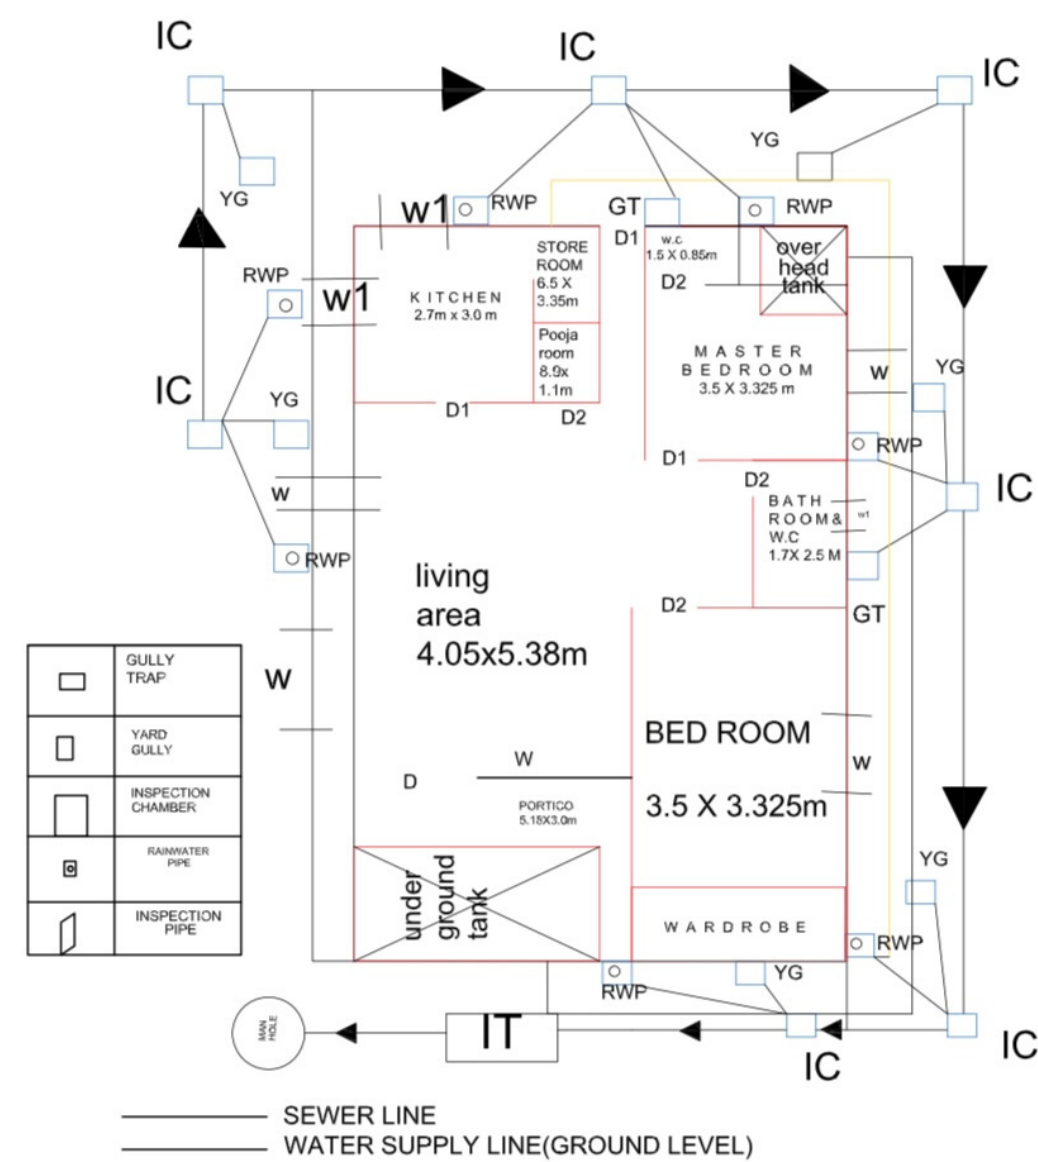 IC
IC
IC
YG
YG
w1
RWP
GT
RWP
D1
w.c
1.5 X 0.85m
D2
over
head
tank
STORE
ROOM
6.5 X
3.35m
RWP
w1
KITCHEN
2.7m x 3.0 m
Pooja
room
8.9x
1.1m
MASTER
BEDROOM
3.5 X 3.325 m
W
YG
IC
YG
D1
D2
RWP
D1
D2
IC
w
BATH
ROOM&
W.C
1.7X 2.5 M
w1
RWP
living
area
4.05x5.38m
D2
GT
GULLY
TRAP
YARD
GULLY
INSPECTION
CHAMBER
RAINWATER
PIPE
INSPECTION
PIPE
W
BED ROOM
3.5 X 3.325m
W
W
D
PORTICO
5.18X3.0m
YG
under
ground
tank
WARDROBE
RWP
RWP
YG
MAN
HOLE
IT
IC
IC
SEWER LINE
WATER SUPPLY LINE(GROUND LEVEL)